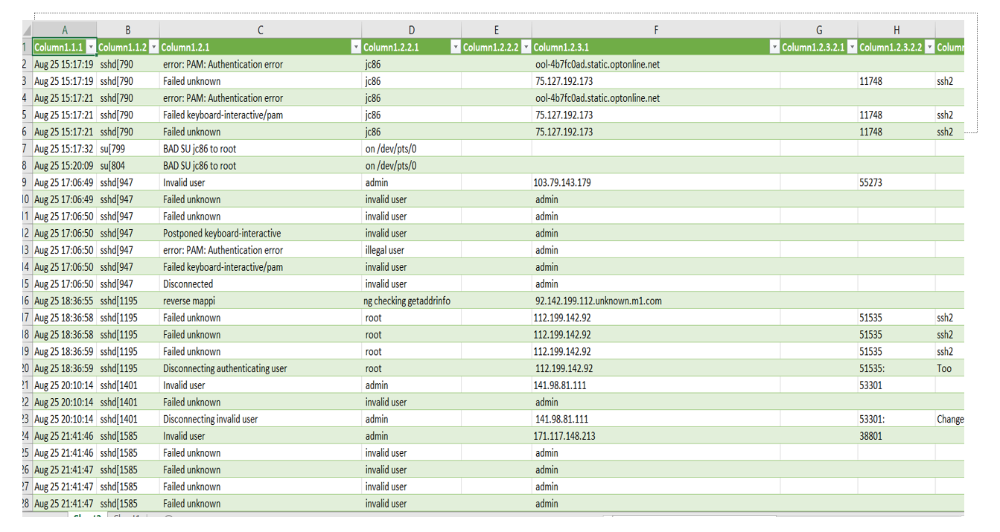 A B C D E F G H
1 Column1.1.1 Column1.1.2 Column1.2.1 Column1.2.2.1 Column1.2.2.2 Column1.2.3.1 Column1.2.3.2.1 Column1.2.3.2.2 Column
2 Aug 25 15:17:19 sshd[790 error: PAM: Authentication error jc86 ool-4b7fc0ad.static.optonline.net
3 Aug 25 15:17:19 sshd[790 Failed unknown jc86 75.127.192.173 11748 ssh2
4 Aug 25 15:17:21 sshd[790 error: PAM: Authentication error jc86 ool-4b7fc0ad.static.optonline.net
5 Aug 25 15:17:21 sshd[790 Failed keyboard-interactive/pam jc86 75.127.192.173 11748 ssh2
6 Aug 25 15:17:21 sshd[790 Failed unknown jc86 75.127.192.173 11748 ssh2
7 Aug 25 15:17:32 su[799 BAD SU jc86 to root on /dev/pts/0
8 Aug 25 15:20:09 su[804 BAD SU jc86 to root on /dev/pts/0
9 Aug 25 17:06:49 sshd[947 Invalid user admin 103.79.143.179 55273
10 Aug 25 17:06:49 sshd[947 Failed unknown invalid user admin
11 Aug 25 17:06:50 sshd[947 Failed unknown invalid user admin
12 Aug 25 17:06:50 sshd[947 Postponed keyboard-interactive invalid user admin
13 Aug 25 17:06:50 sshd[947 error: PAM: Authentication error illegal user admin
14 Aug 25 17:06:50 sshd[947 Failed keyboard-interactive/pam invalid user admin
15 Aug 25 17:06:50 sshd[947 Disconnected invalid user admin
16 Aug 25 18:36:55 sshd[1195 reverse mappi ng checking getaddrinfo 92.142.199.112.unknown.m1.com
17 Aug 25 18:36:58 sshd[1195 Failed unknown root 112.199.142.92 51535 ssh2
18 Aug 25 18:36:58 sshd[1195 Failed unknown root 112.199.142.92 51535 ssh2
19 Aug 25 18:36:59 sshd[1195 Failed unknown root 112.199.142.92 51535 ssh2
20 Aug 25 18:36:59 sshd[1195 Disconnecting authenticating user root 112.199.142.92 51535: Too
21 Aug 25 20:10:14 sshd[1401 Invalid user admin 141.98.81.111 53301
22 Aug 25 20:10:14 sshd[1401 Failed unknown invalid user admin
23 Aug 25 20:10:14 sshd[1401 Disconnecting invalid user admin 141.98.81.111 53301: Change
24 Aug 25 21:41:46 sshd[1585 Invalid user admin 171.117.148.213 38801
25 Aug 25 21:41:46 sshd[1585 Failed unknown invalid user admin
26 Aug 25 21:41:47 sshd[1585 Failed unknown invalid user admin
27 Aug 25 21:41:47 sshd[1585 Failed unknown invalid user admin
28 Aug 25 21:41:47 sshd[1585 Failed unknown invalid user admin